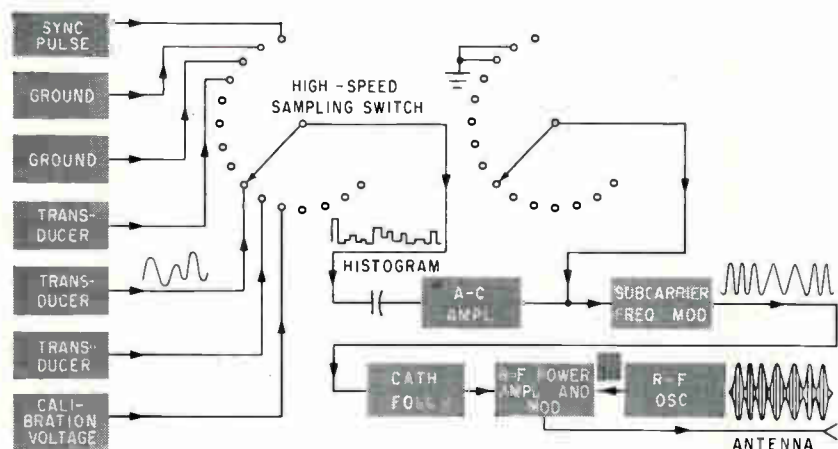 SYNC
PULSE
GROUND
GROUND
TRANS-
DUCER
TRANS-
DUCER
TRANS-
DUCER
CALI-
BRATION
VOLTAGE
HIGH-SPEED
SAMPLING SWITCH
HISTOGRAM
A-C
AMPL
SUBCARRIER
FREQ MOD
CATH
R-F POWER
AMPL AND
MOD
R-F
OSC
ANTENNA